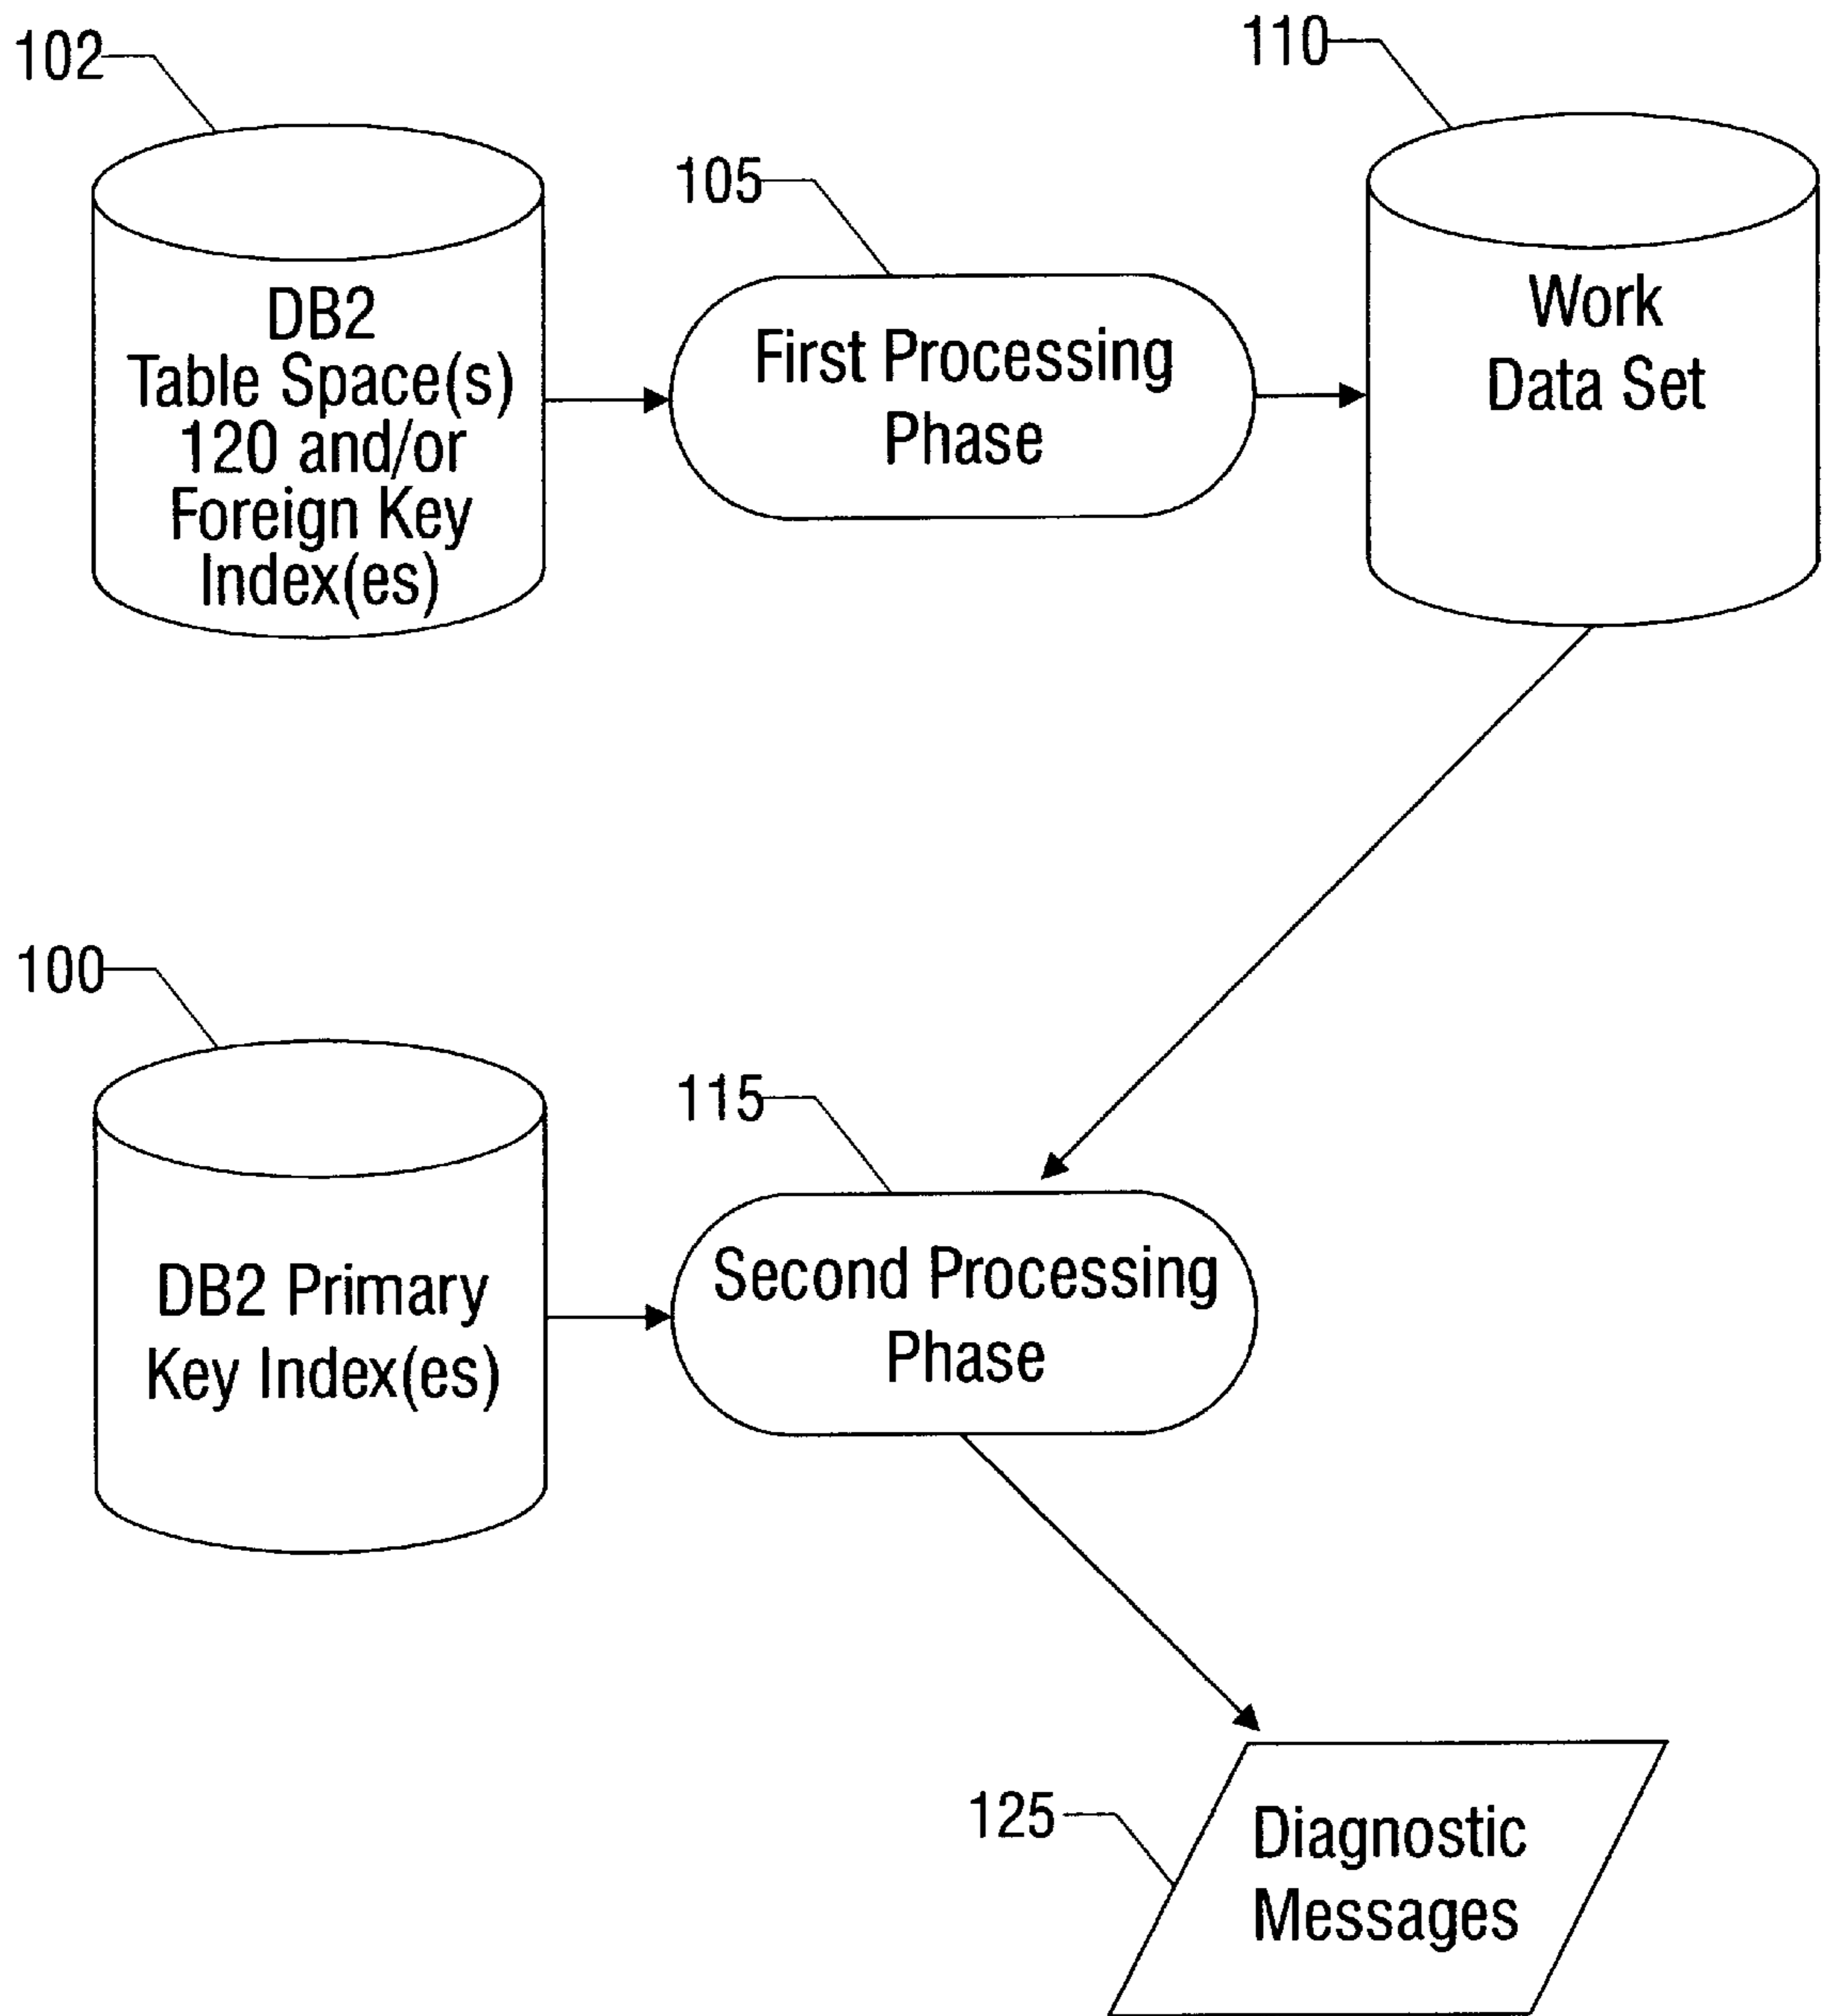 102
110
105
DB2
Table Space(s)
120 and/or
Foreign Key
Index(es)
First Processing
Phase
Work
Data Set
100
115
DB2 Primary
Key Index(es)
Second Processing
Phase
125
Diagnostic
Messages